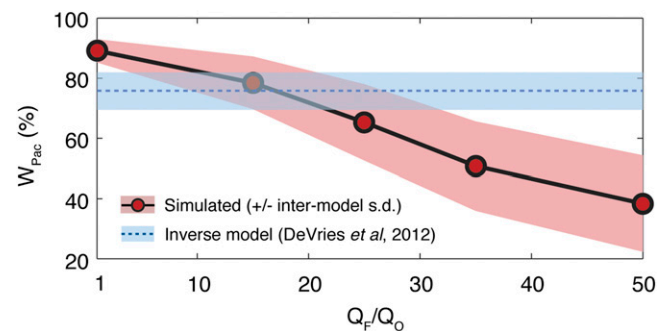 100
80
60
40
20
W_Pac (%)
Simulated (+/- inter-model s.d.)
Inverse model (DeVries et al, 2012)
1 10 20 30 40 50
Q_F/Q_O